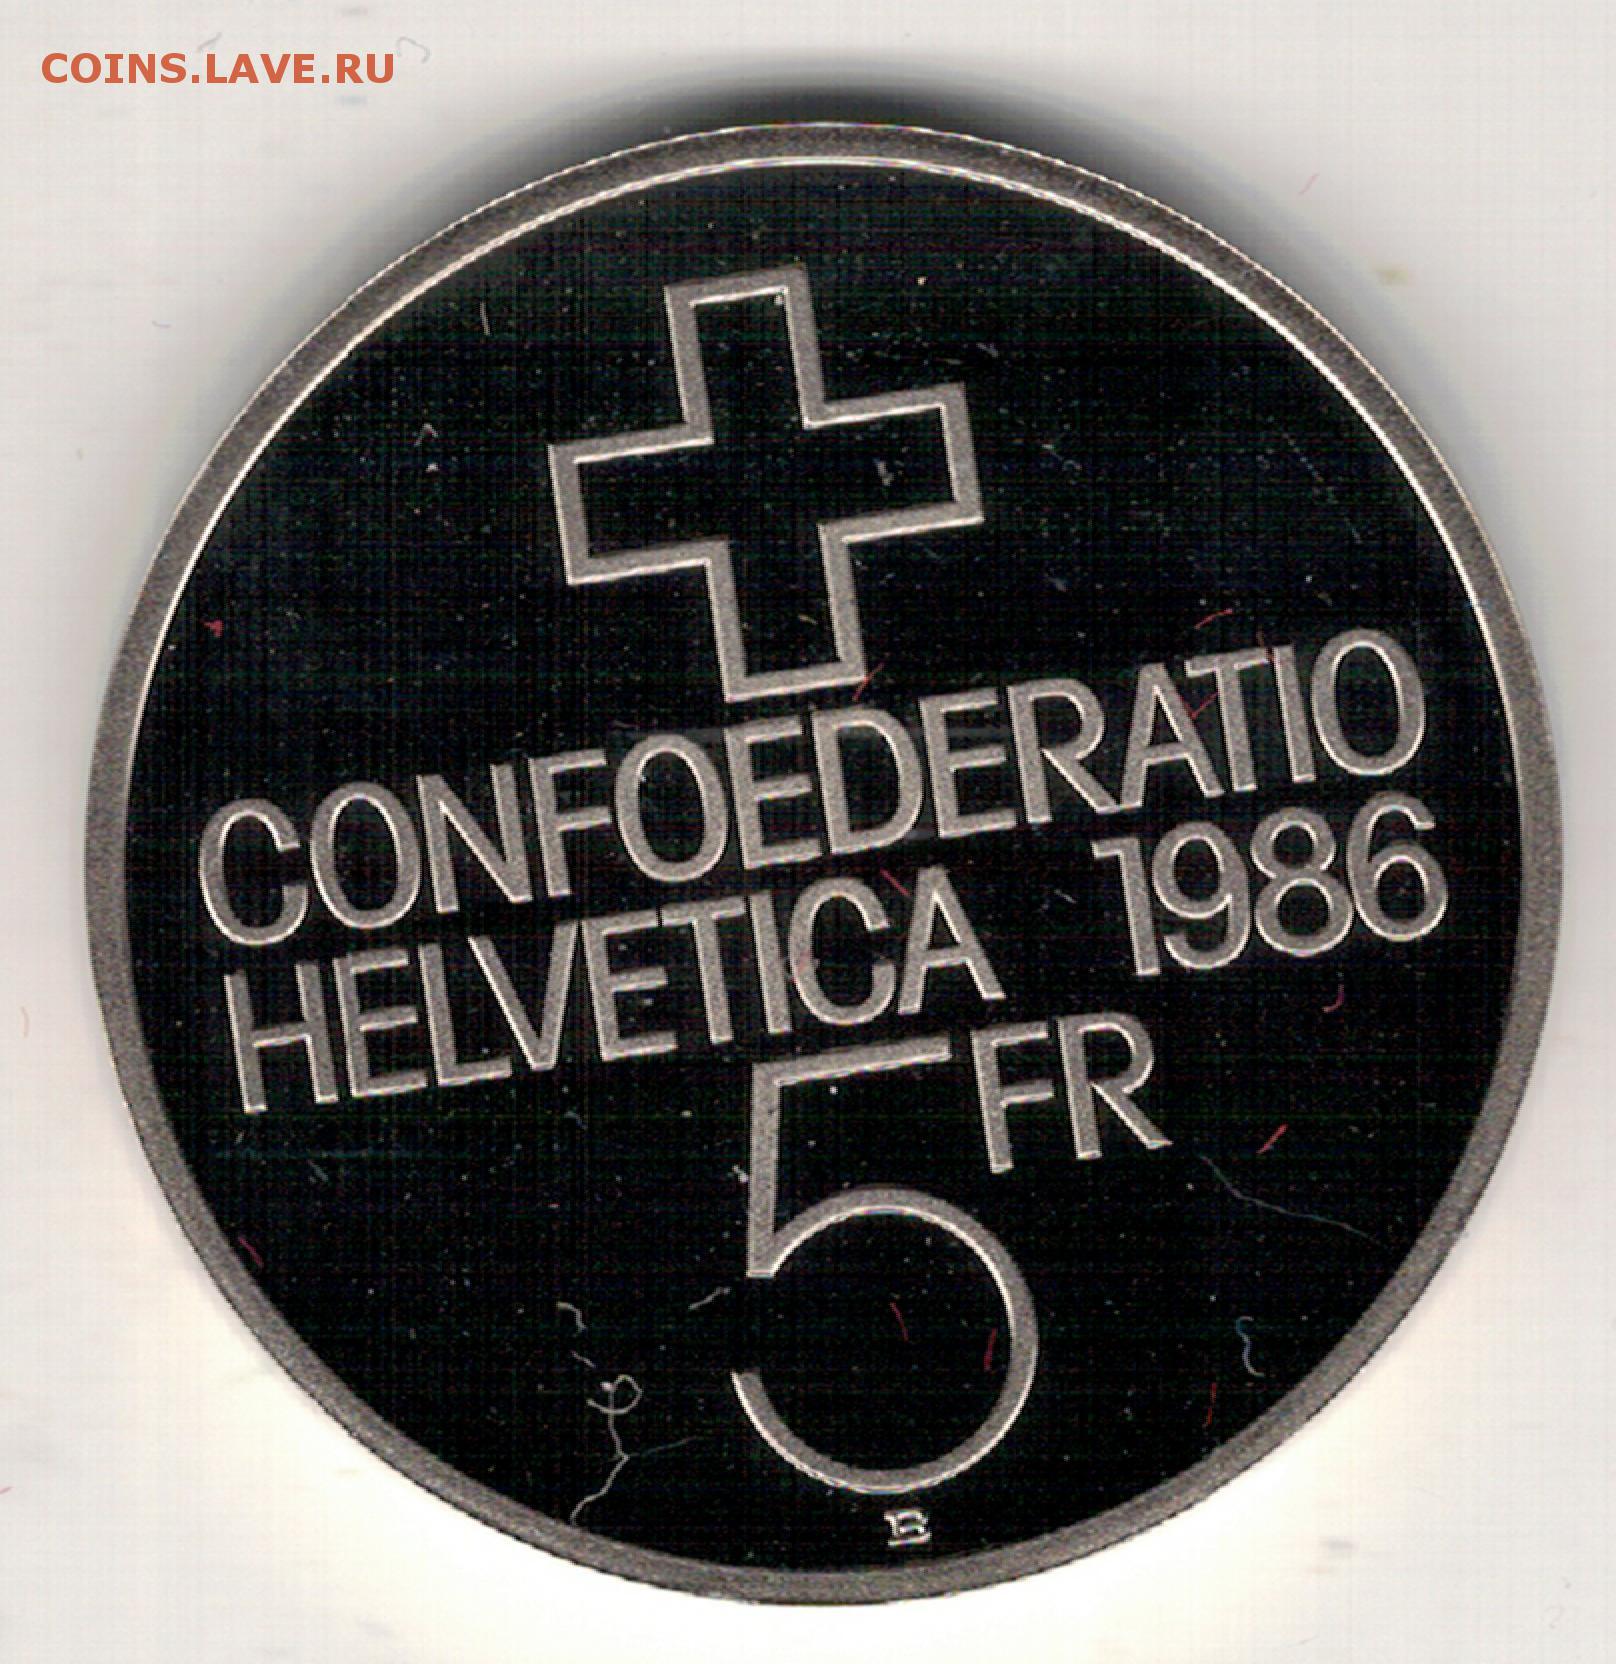 COINS.LAVE.RU
CONFOEDERATIO
HELVETICA 1986
5 FR
B